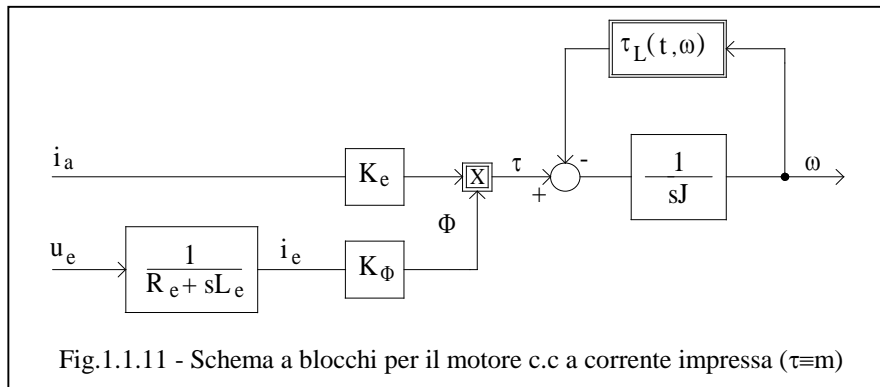 τL(t,ω)
ia
Ke
X
τ
+
-
1
sJ
ω
Φ
ue
1
Re+ sLe
ie
KΦ
Fig.1.1.11 - Schema a blocchi per il motore c.c a corrente impressa (τ≡m)